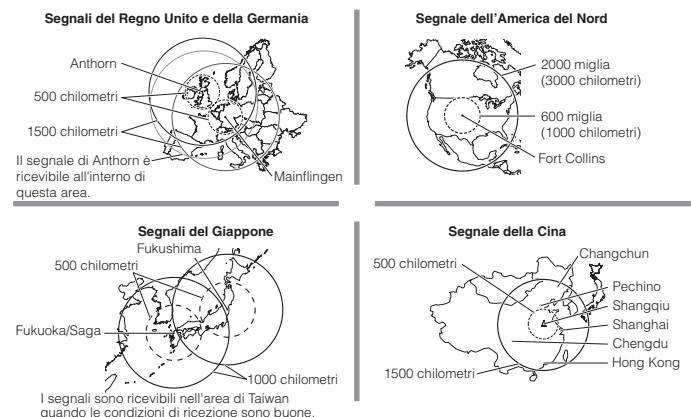 Segnali del Regno Unito e della Germania
Anthorn
500 chilometri
1500 chilometri
Il segnale di Anthorn è
ricevibile all'interno di
questa area.
Mainflingen
Segnale dell'America del Nord
2000 miglia
(3000 chilometri)
600 miglia
(1000 chilometri)
Fort Collins
Segnali del Giappone
Fukushima
500 chilometri
Fukuoka/Saga
1000 chilometri
I segnali sono ricevibili nell'area di Taiwan
quando le condizioni di ricezione sono buone.
Segnale della Cina
Changchun
500 chilometri
Pechino
Shangqiu
Shanghai
Chengdu
Hong Kong
1500 chilometri